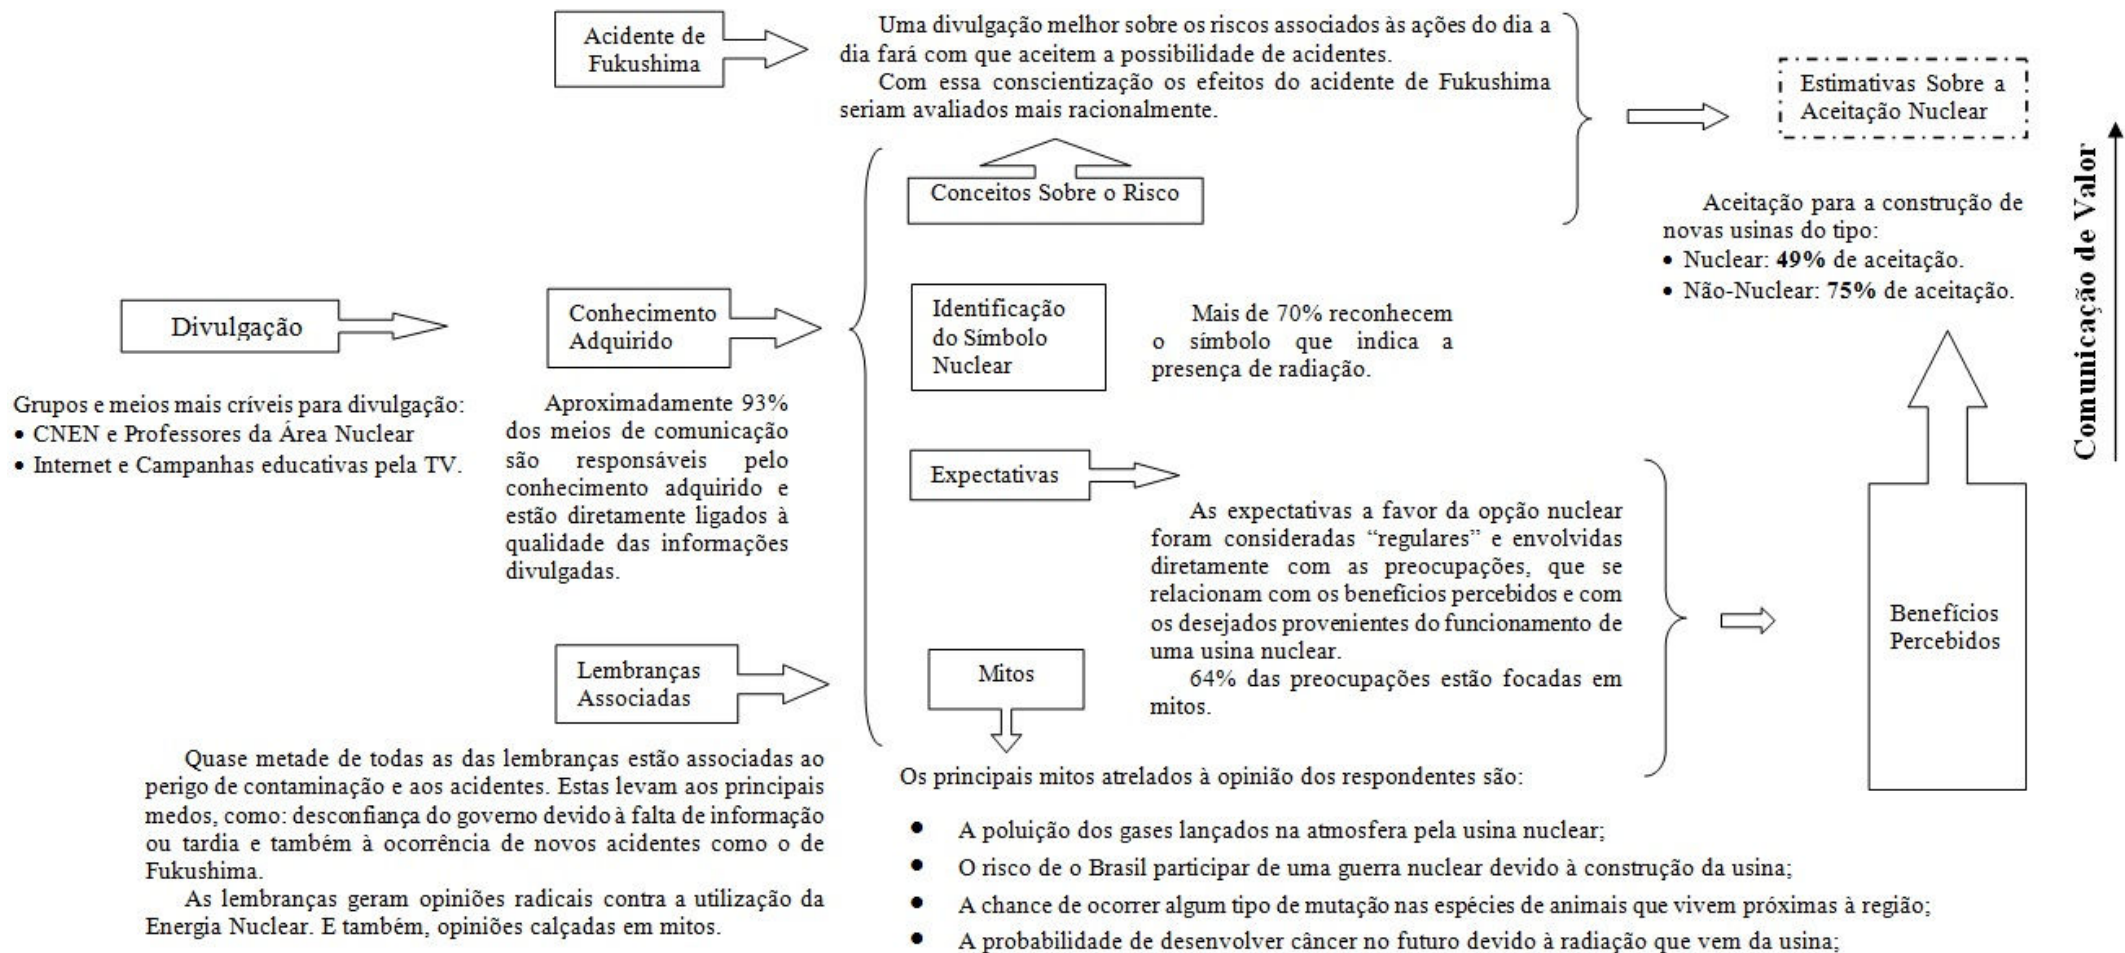 Acidente de
Fukushima
Uma divulgação melhor sobre os riscos associados às ações do dia a
dia fará com que aceitem a possibilidade de acidentes.
Com essa conscientização os efeitos do acidente de Fukushima
seriam avaliados mais racionalmente.
Estimativas Sobre a
Aceitação Nuclear
Conceitos Sobre o Risco
Aceitação para a construção de
novas usinas do tipo:
• Nuclear: 49% de aceitação.
• Não-Nuclear: 75% de aceitação.
Comunicação de Valor
Divulgação
Grupos e meios mais críveis para divulgação:
• CNEN e Professores da Área Nuclear
• Internet e Campanhas educativas pela TV.
Conhecimento
Adquirido
Aproximadamente 93%
dos meios de comunicação
são responsáveis pelo
conhecimento adquirido e
estão diretamente ligados à
qualidade das informações
divulgadas.
Identificação
do Símbolo
Nuclear
Mais de 70% reconhecem
o símbolo que indica a
presença de radiação.
Expectativas
As expectativas a favor da opção nuclear
foram consideradas “regulares” e envolvidas
diretamente com as preocupações, que se
relacionam com os benefícios percebidos e com
os desejados provenientes do funcionamento de
uma usina nuclear.
64% das preocupações estão focadas em
mitos.
Benefícios
Percebidos
Lembranças
Associadas
Quase metade de todas as das lembranças estão associadas ao
perigo de contaminação e aos acidentes. Estas levam aos principais
medos, como: desconfiança do governo devido à falta de informação
ou tardia e também à ocorrência de novos acidentes como o de
Fukushima.
As lembranças geram opiniões radicais contra a utilização da
Energia Nuclear. E também, opiniões calçadas em mitos.
Mitos
Os principais mitos atrelados à opinião dos respondentes são:
• A poluição dos gases lançados na atmosfera pela usina nuclear;
• O risco de o Brasil participar de uma guerra nuclear devido à construção da usina;
• A chance de ocorrer algum tipo de mutação nas espécies de animais que vivem próximas à região;
• A probabilidade de desenvolver câncer no futuro devido à radiação que vem da usina;